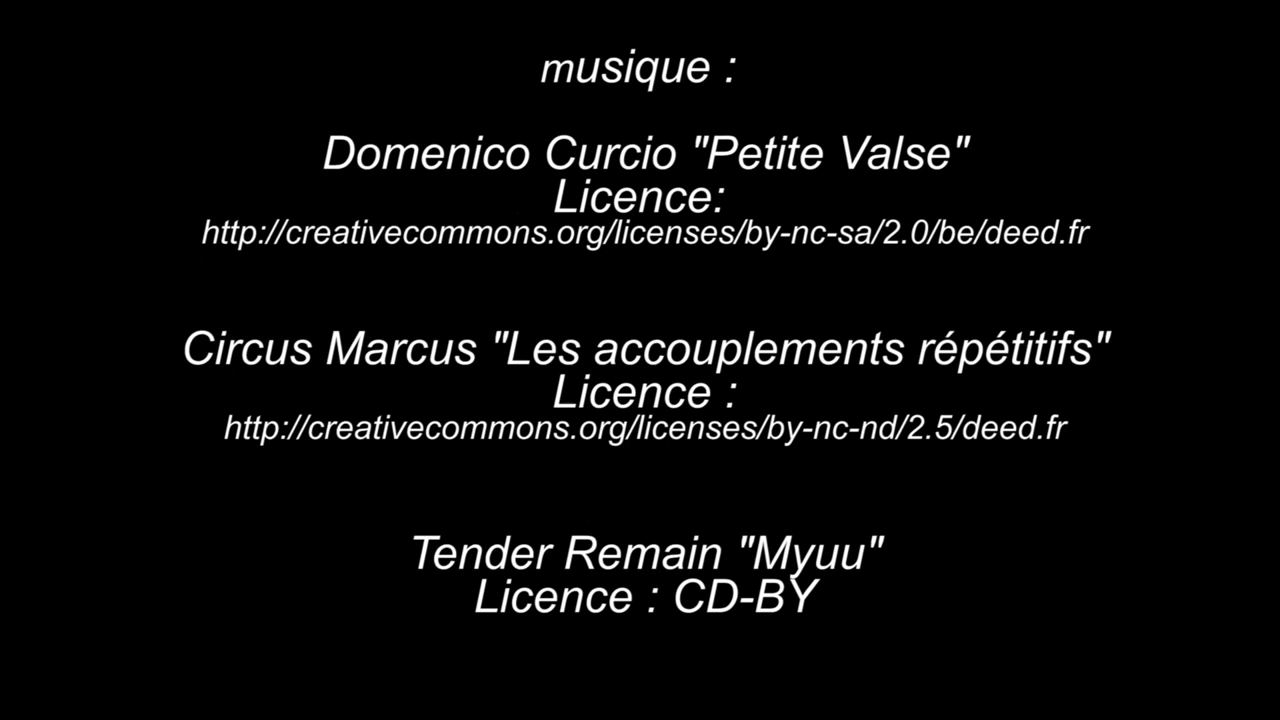 musique :
Domenico Curcio "Petite Valse"
Licence:
http://creativecommons.org/licenses/by-nc-sa/2.0/be/deed.fr
Circus Marcus "Les accouplements répétitifs"
Licence :
http://creativecommons.org/licenses/by-nc-nd/2.5/deed.fr
Tender Remain "Myuu"
Licence : CD-BY